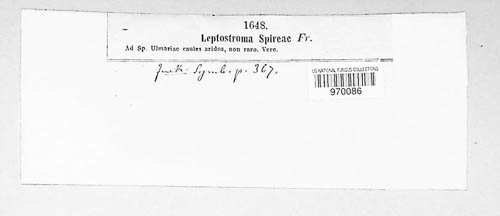 1648.
Leptostroma Spireae Fr.
Ad Sp. Ulmariae caules aridos, non raro. Vere.
Symb. p. 367.
US NATIONAL FUNGUS COLLECTIONS
970086